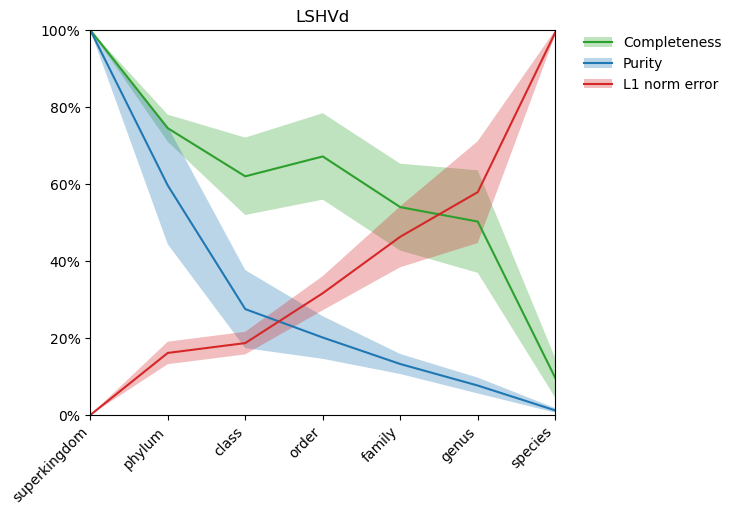 LSHVd
100%
80%
60%
40%
20%
0%
superkingdom
phylum
class
order
family
genus
species
Completeness
Purity
L1 norm error